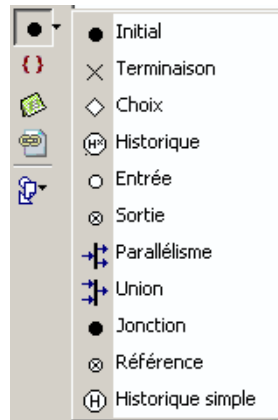 Initial
Terminaison
Choix
H*
Historique
Entrée
Sortie
Parallélisme
Union
Jonction
Référence
H
Historique simple